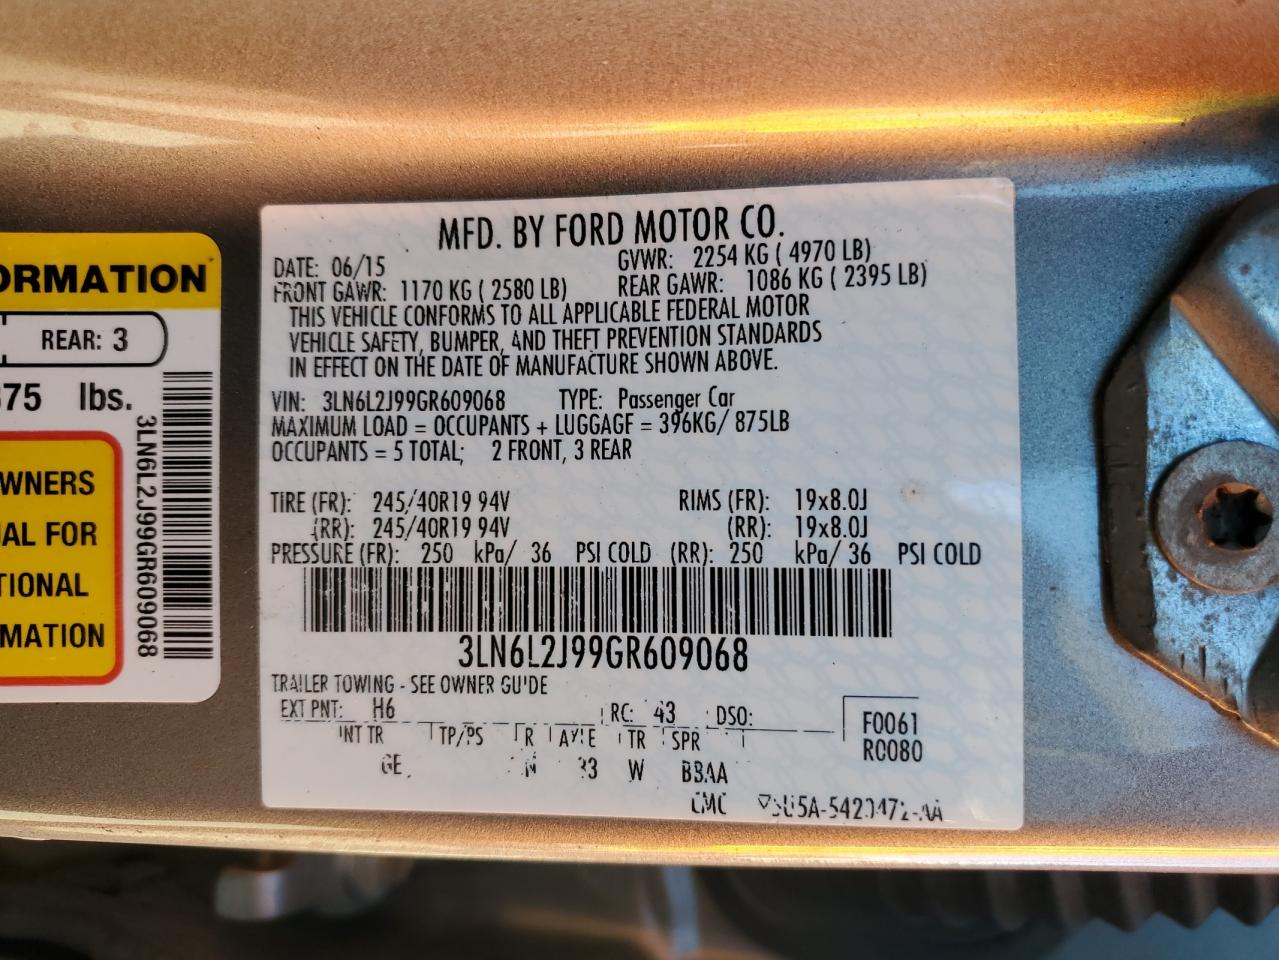 ORMATION
REAR: 3
875 lbs.
3LN6L2J99GR609068
WNERS
AL FOR
TIONAL
RMATION
MFD. BY FORD MOTOR CO.
DATE: 06/15 GVWR: 2254 KG ( 4970 LB)
FRONT GAWR: 1170 KG ( 2580 LB) REAR GAWR: 1086 KG ( 2395 LB)
THIS VEHICLE CONFORMS TO ALL APPLICABLE FEDERAL MOTOR
VEHICLE SAFETY, BUMPER, AND THEFT PREVENTION STANDARDS
IN EFFECT ON THE DATE OF MANUFACTURE SHOWN ABOVE.
VIN: 3LN6L2J99GR609068 TYPE: Passenger Car
MAXIMUM LOAD = OCCUPANTS + LUGGAGE = 396KG/ 875LB
OCCUPANTS = 5 TOTAL; 2 FRONT, 3 REAR
TIRE (FR): 245/40R19 94V RIMS (FR): 19x8.0J
(RR): 245/40R19 94V (RR): 19x8.0J
PRESSURE (FR): 250 kPa/ 36 PSI COLD (RR): 250 kPa/ 36 PSI COLD
3LN6L2J99GR609068
TRAILER TOWING - SEE OWNER GUIDE
EXT PNT: H6 RC: 43 DSO: F0061
INT TR TP/PS R AXLE TR SPR RC080
GE 33 W BBAA
CMC